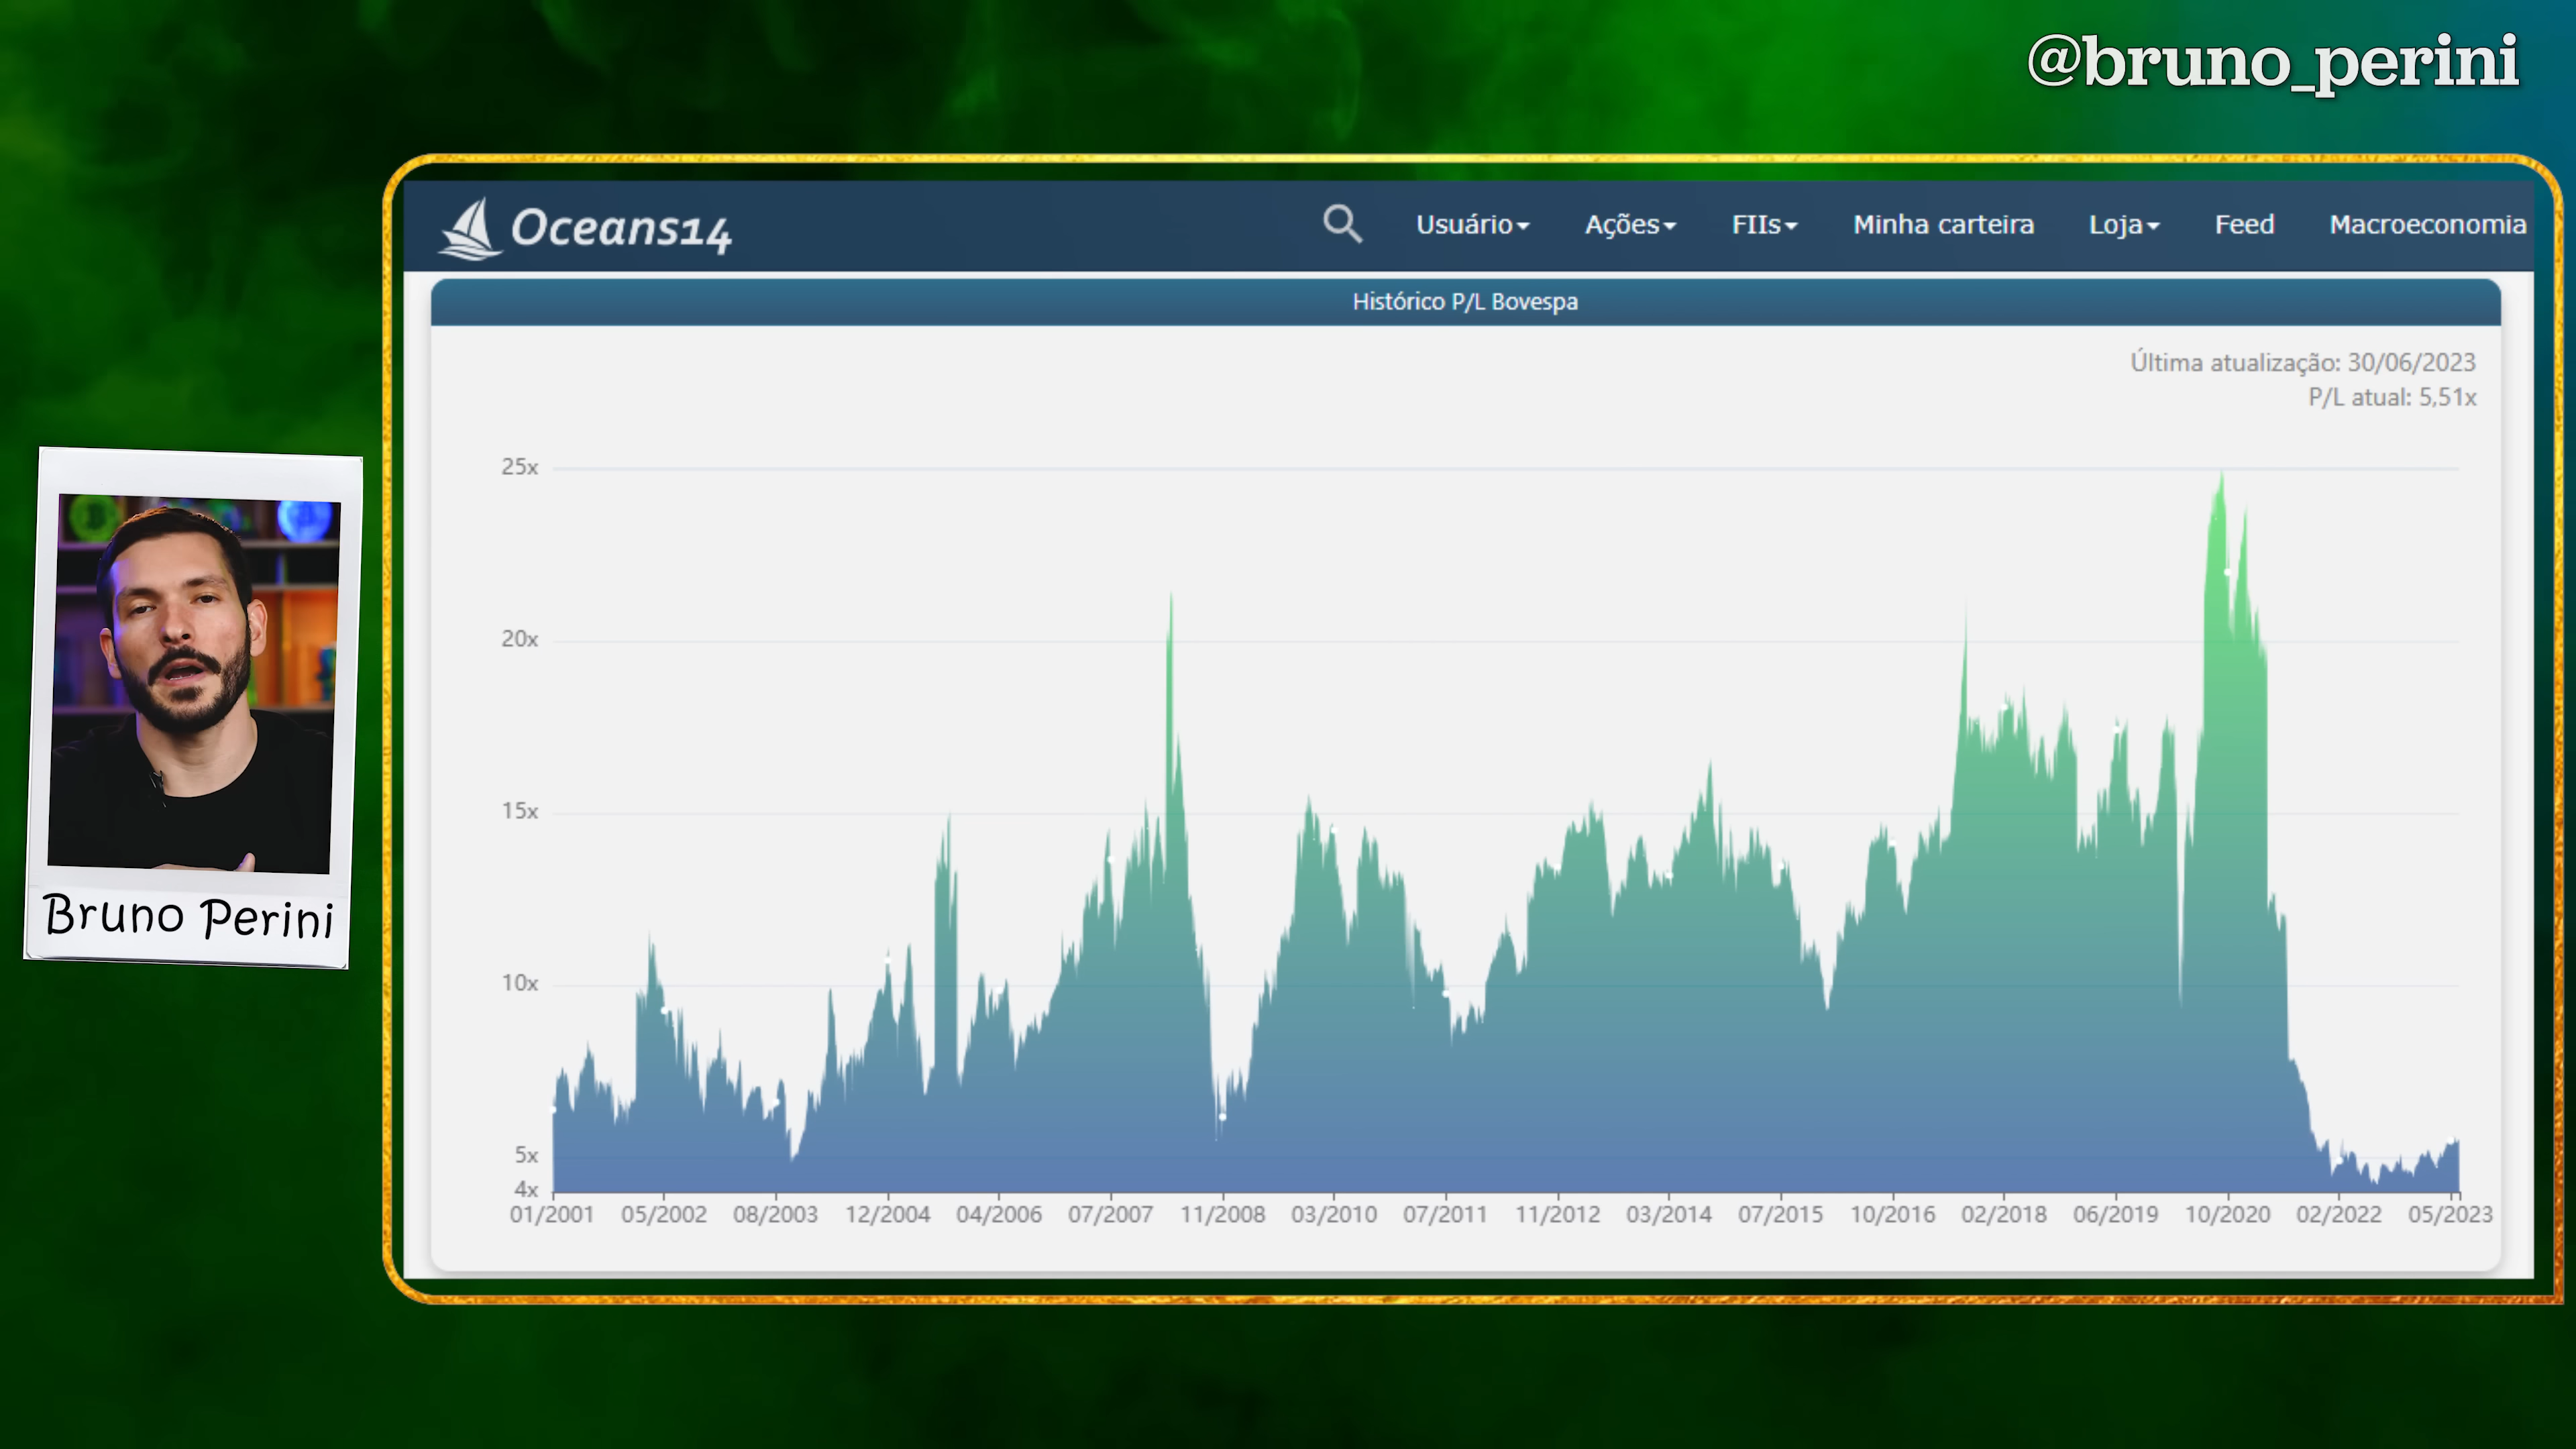 @bruno_perini
Oceans14
Usuário
Ações
FIIs
Minha carteira
Loja
Feed
Macroeconomia
Histórico P/L Bovespa
Última atualização: 30/06/2023
P/L atual: 5,51x
25x
20x
15x
10x
5x
4x
01/2001
05/2002
08/2003
12/2004
04/2006
07/2007
11/2008
03/2010
07/2011
11/2012
03/2014
07/2015
10/2016
02/2018
06/2019
10/2020
02/2022
05/2023
Bruno Perini